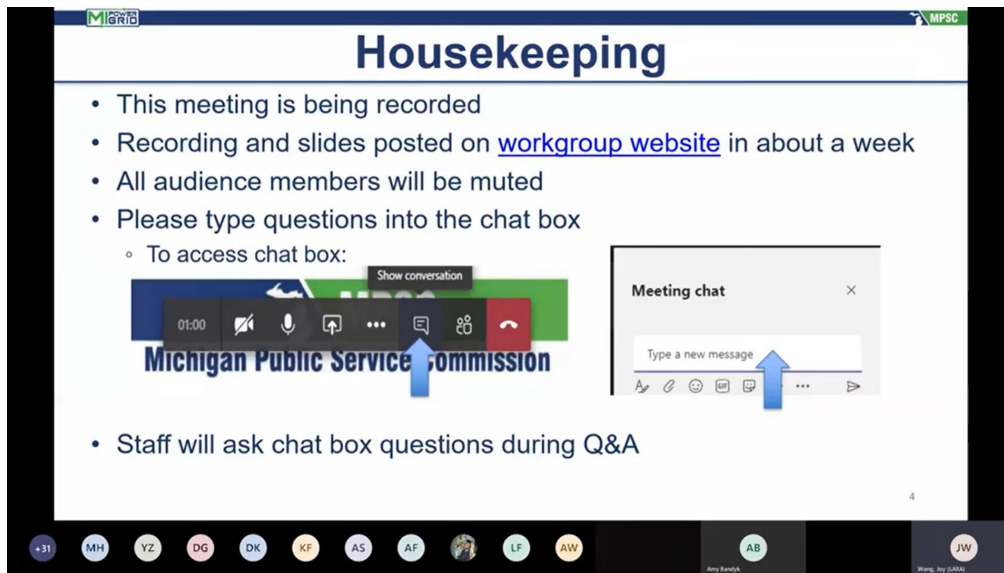 MI POWER GRID
MPSC
Housekeeping
• This meeting is being recorded
• Recording and slides posted on workgroup website in about a week
• All audience members will be muted
• Please type questions into the chat box
◦ To access chat box:
Show conversation
MPSC
01:00
Michigan Public Service Commission
Meeting chat
Type a new message
GIF
• Staff will ask chat box questions during Q&A
4
+31
MH
YZ
DG
DK
KF
AS
AF
LF
AW
AB
JW
Amy Bandyk
Wang, Joy (LARA)